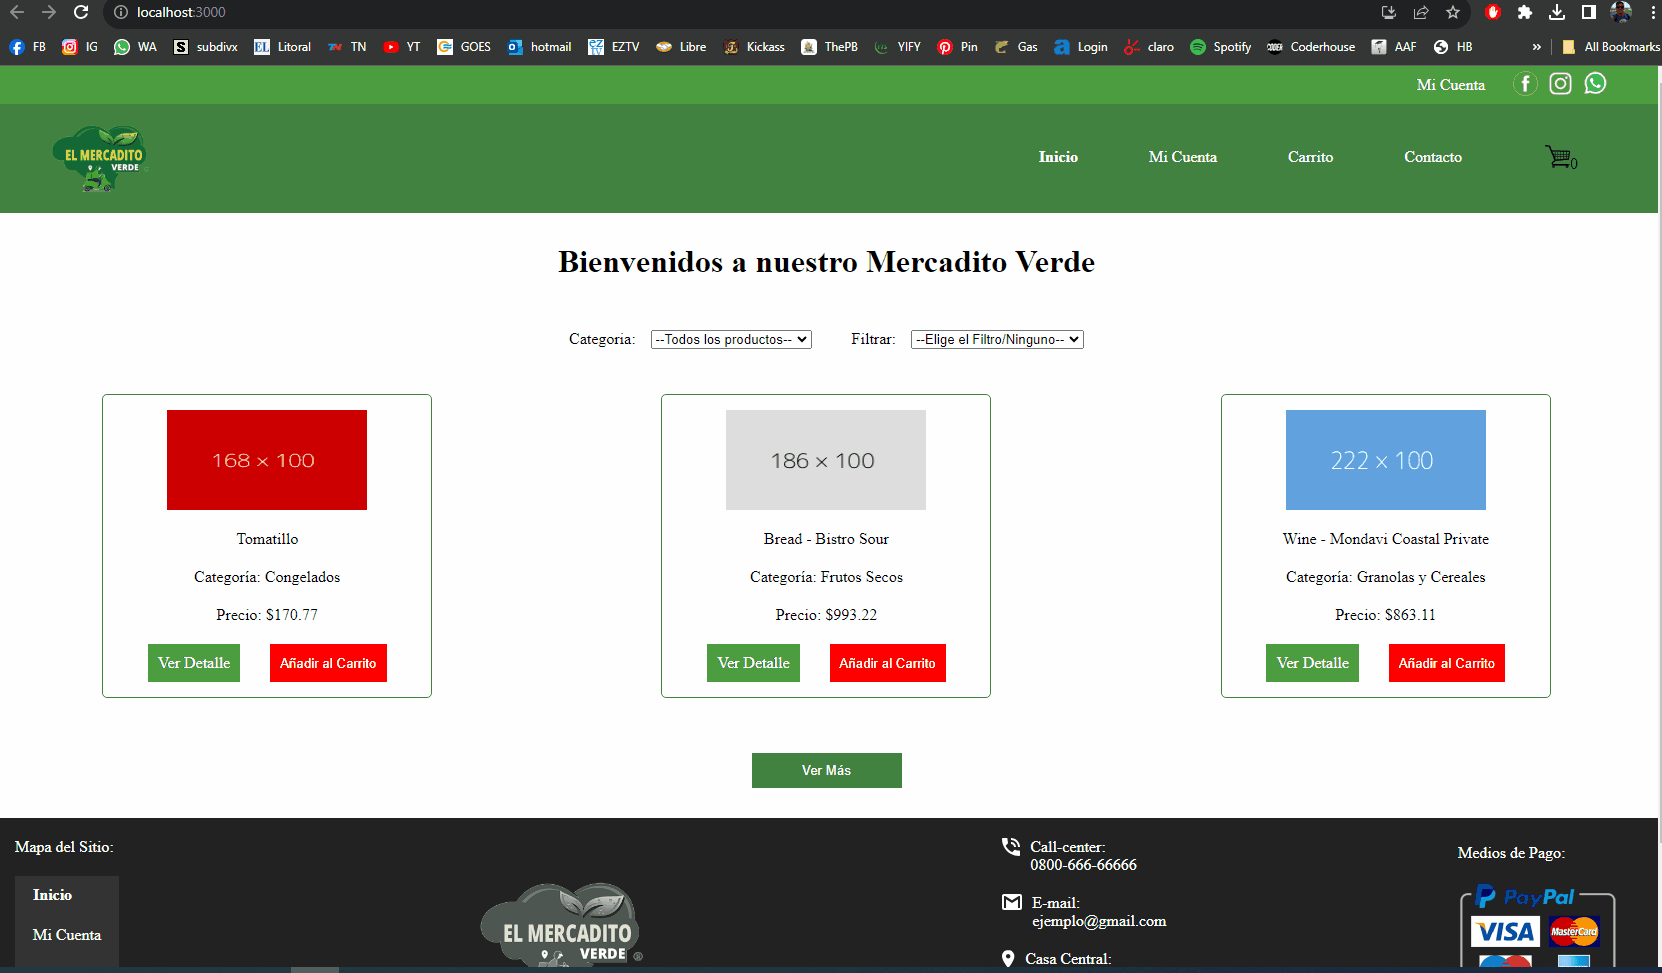 localhost:3000
FB IG WA subdivx Litoral TN YT GOES hotmail EZTV Libre Kickass ThePB YIFY Pin Gas Login claro Spotify Coderhouse AAF HB » All Bookmarks
Mi Cuenta
EL MERCADITO
VERDE
Inicio Mi Cuenta Carrito Contacto 0
Bienvenidos a nuestro Mercadito Verde
Categoria: --Todos los productos-- Filtrar: --Elige el Filtro/Ninguno--
168 × 100 186 × 100 222 × 100
Tomatillo Bread - Bistro Sour Wine - Mondavi Coastal Private
Categoría: Congelados Categoría: Frutos Secos Categoría: Granolas y Cereales
Precio: $170.77 Precio: $993.22 Precio: $863.11
Ver Detalle Añadir al Carrito Ver Detalle Añadir al Carrito Ver Detalle Añadir al Carrito
Ver Más
Mapa del Sitio:
Inicio
Mi Cuenta
EL MERCADITO
VERDE ®
Call-center:
0800-666-66666
E-mail:
ejemplo@gmail.com
Casa Central:
Medios de Pago:
PayPal
VISA MasterCard